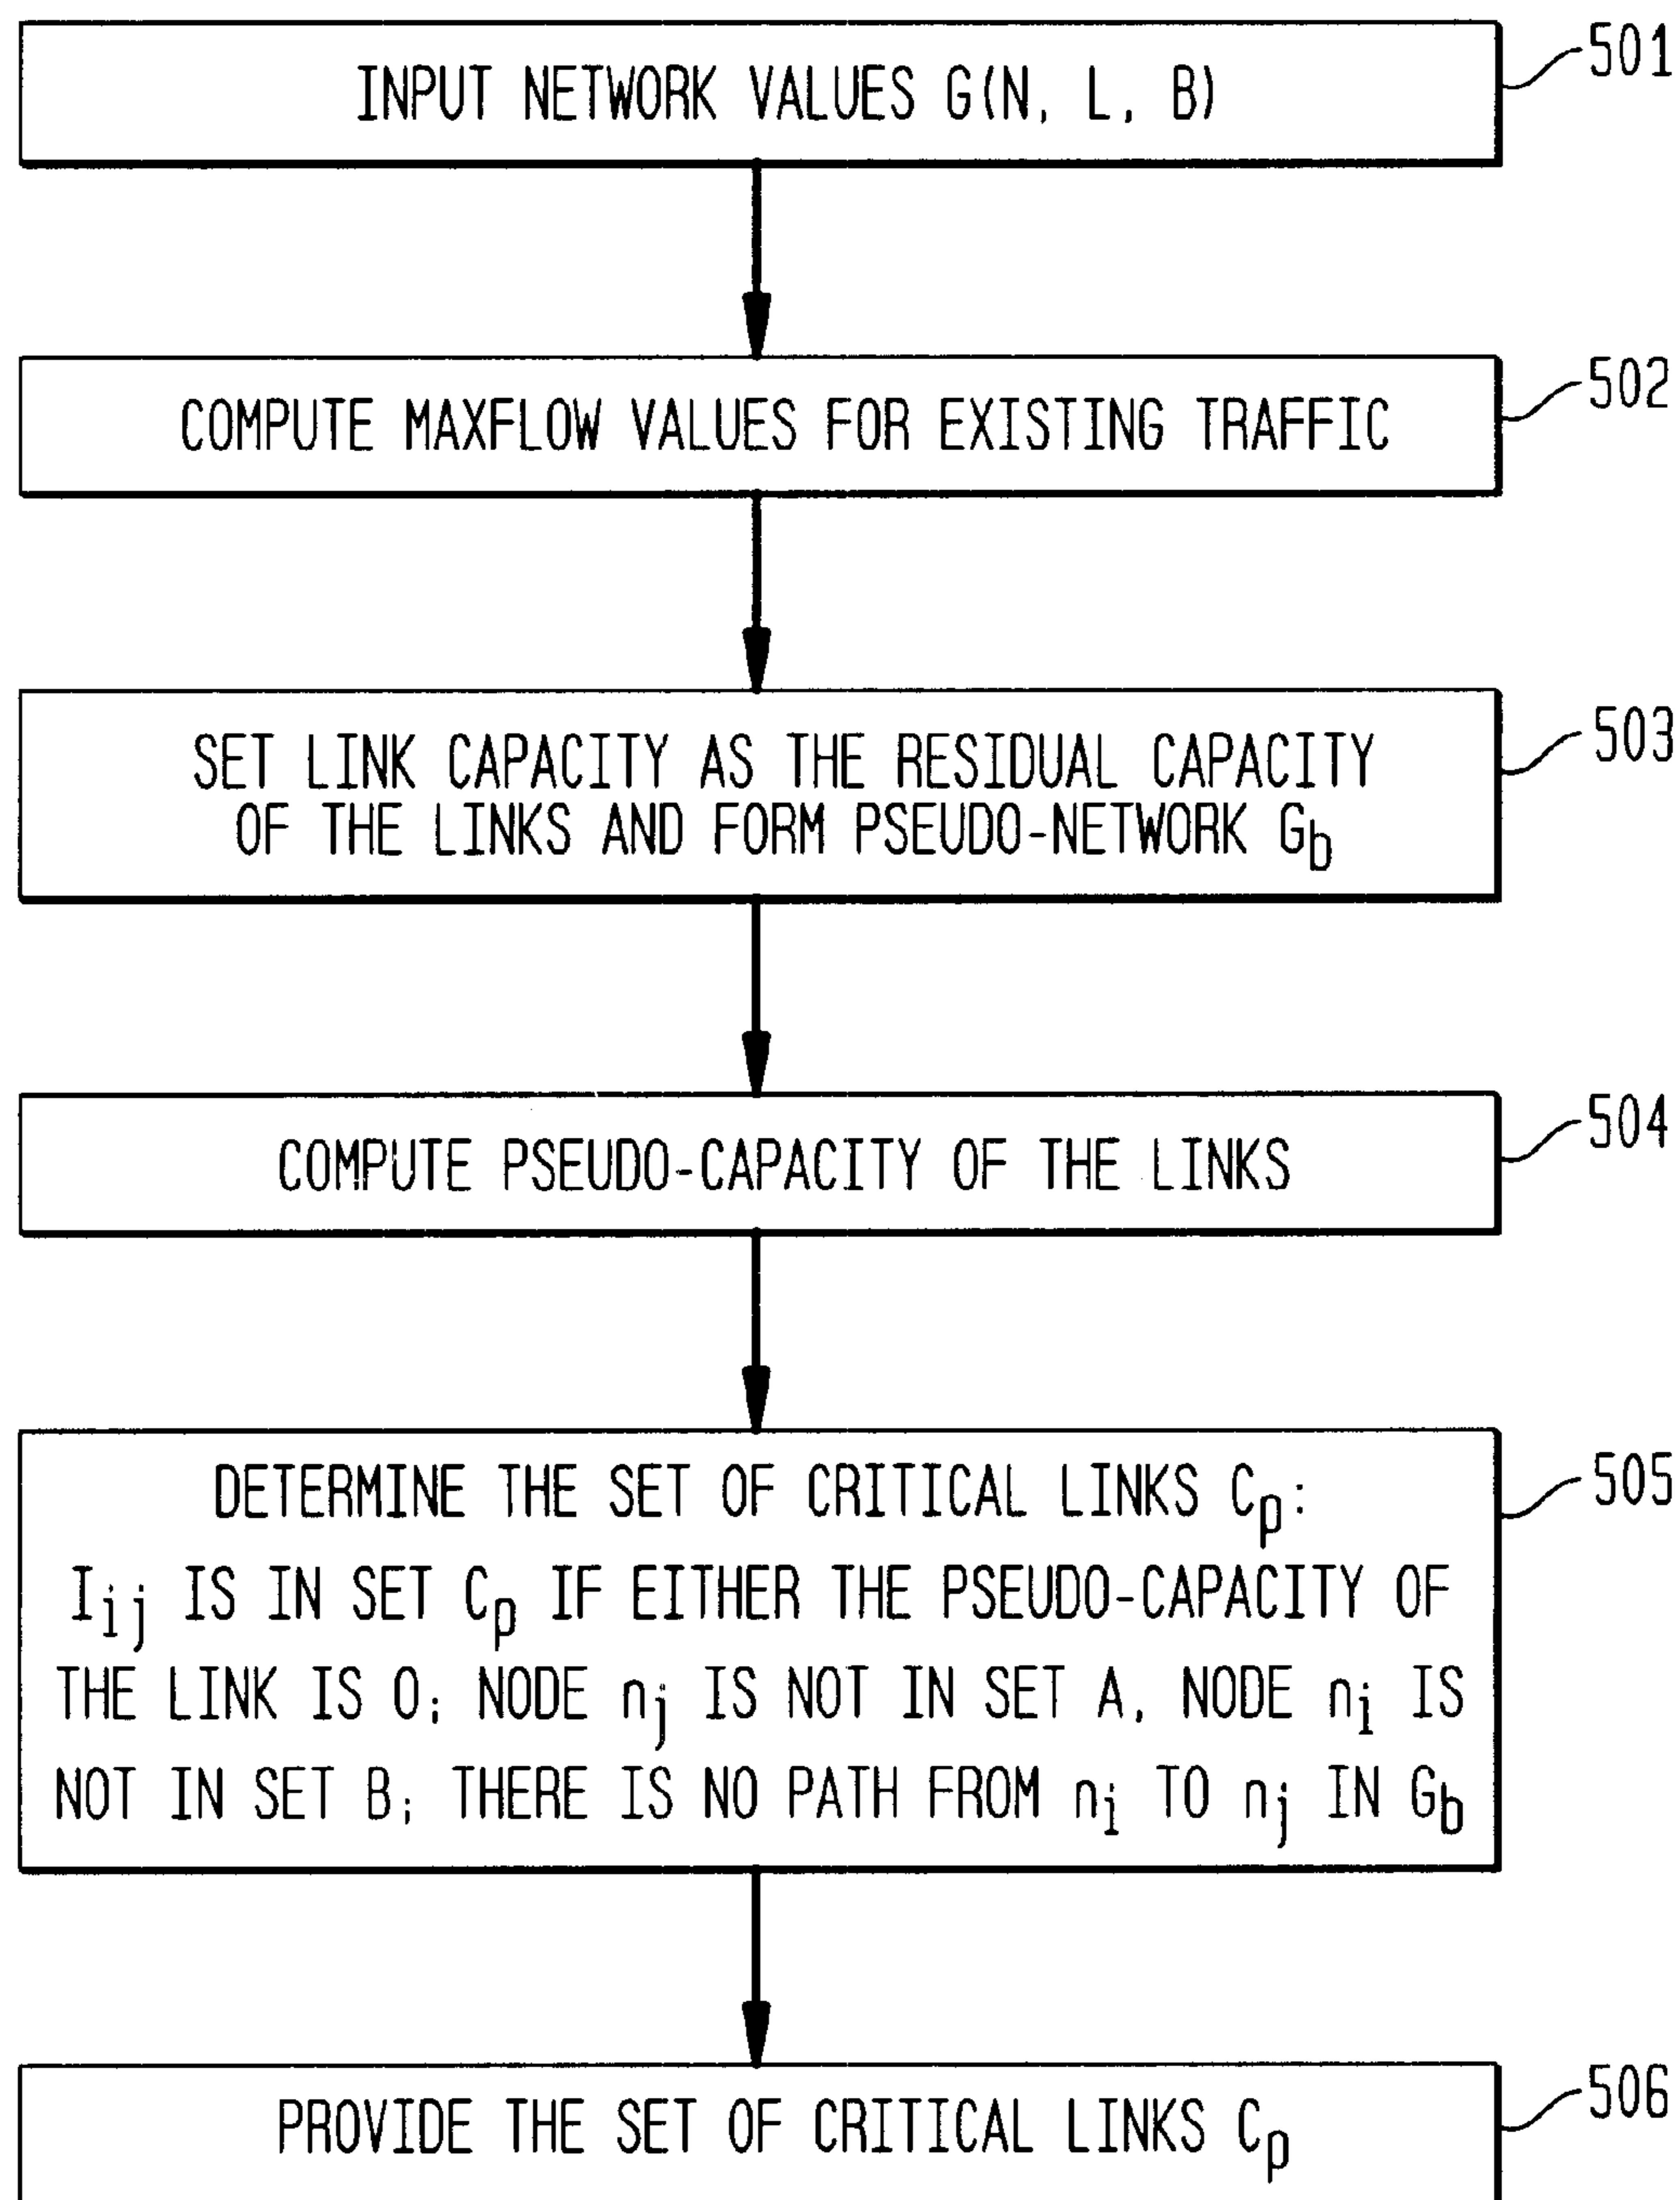 INPUT NETWORK VALUES G(N, L, B)
501
COMPUTE MAXFLOW VALUES FOR EXISTING TRAFFIC
502
SET LINK CAPACITY AS THE RESIDUAL CAPACITY
OF THE LINKS AND FORM PSEUDO-NETWORK Gb
503
COMPUTE PSEUDO-CAPACITY OF THE LINKS
504
DETERMINE THE SET OF CRITICAL LINKS Cp:
Iij IS IN SET Cp IF EITHER THE PSEUDO-CAPACITY OF
THE LINK IS 0; NODE nj IS NOT IN SET A, NODE ni IS
NOT IN SET B; THERE IS NO PATH FROM ni TO nj IN Gb
505
PROVIDE THE SET OF CRITICAL LINKS Cp
506